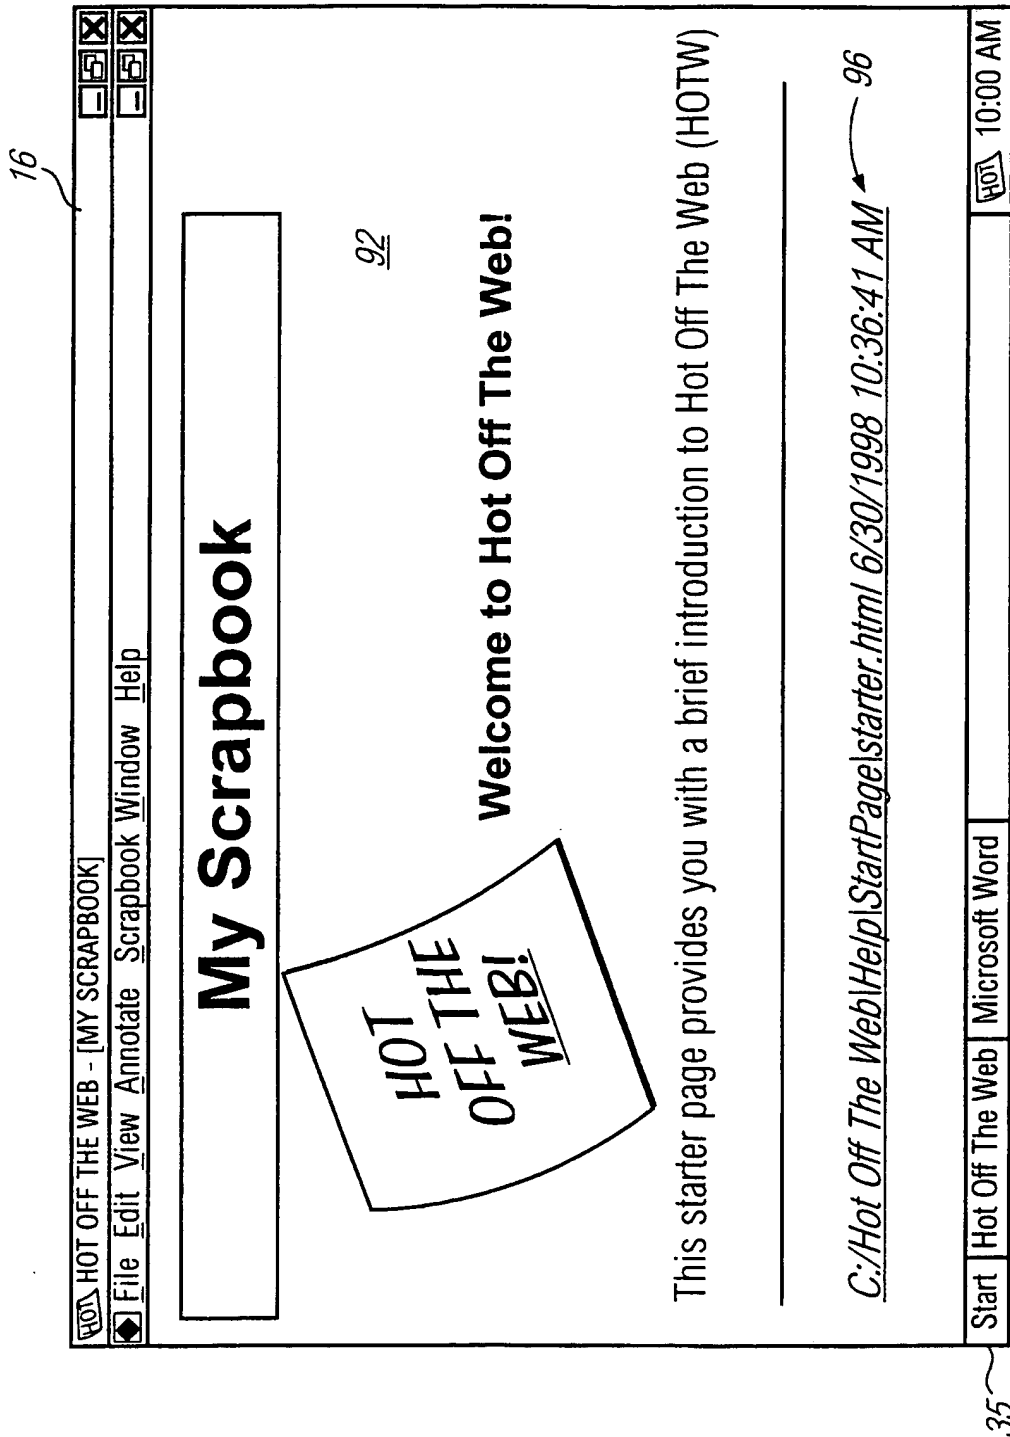 16
HOT HOT OFF THE WEB - [MY SCRAPBOOK]
File Edit View Annotate Scrapbook Window Help
My Scrapbook
92
HOT
OFF THE
WEB!
Welcome to Hot Off The Web!
This starter page provides you with a brief introduction to Hot Off The Web (HOTW)
C:/Hot Off The Web\Help\StartPage\starter.html 6/30/1998 10:36:41 AM
96
Start Hot Off The Web Microsoft Word HOT 10:00 AM
35